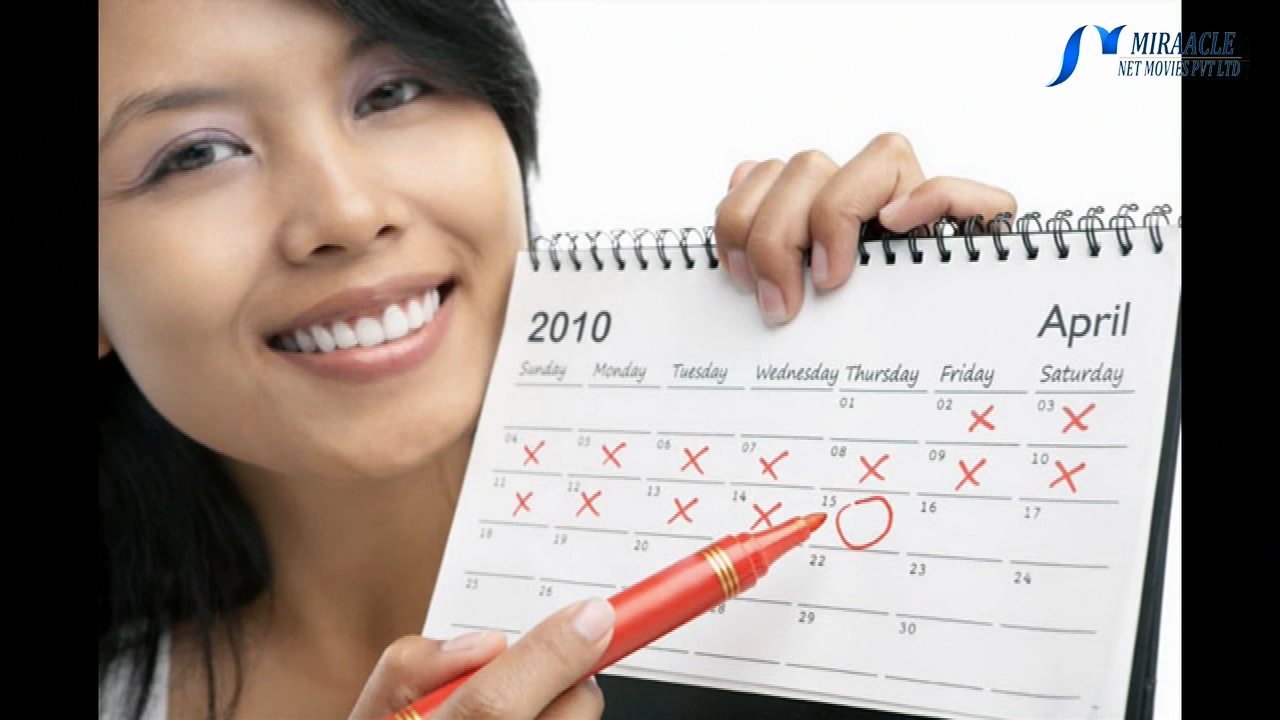 MIRAACLE
NET MOVIES PVT LTD
2010 April
Sunday Monday Tuesday Wednesday Thursday Friday Saturday
01 02 03
04 05 06 07 08 09 10
11 12 13 14 15 16 17
18 19 20 22 23 24
25 26 28 29 30